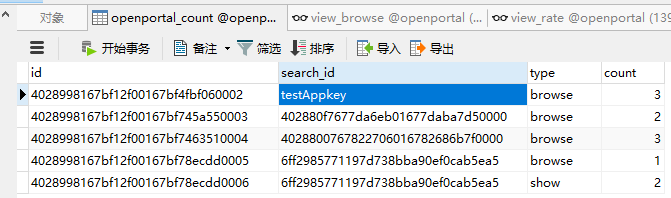 对象 openportal_count @openp... view_browse @openportal (... view_rate @openportal (139
开始事务 备注 筛选 排序 导入 导出
id search_id type count
4028998167bf12f00167bf4fbf060002 testAppkey browse 3
4028998167bf12f00167bf745a550003 402880f7677da6eb01677daba7d50000 browse 2
4028998167bf12f00167bf7463510004 4028800767822706016782686b7f0000 browse 3
4028998167bf12f00167bf78ecdd0005 6ff2985771197d738bba90ef0cab5ea5 browse 1
4028998167bf12f00167bf78ecdd0006 6ff2985771197d738bba90ef0cab5ea5 show 2